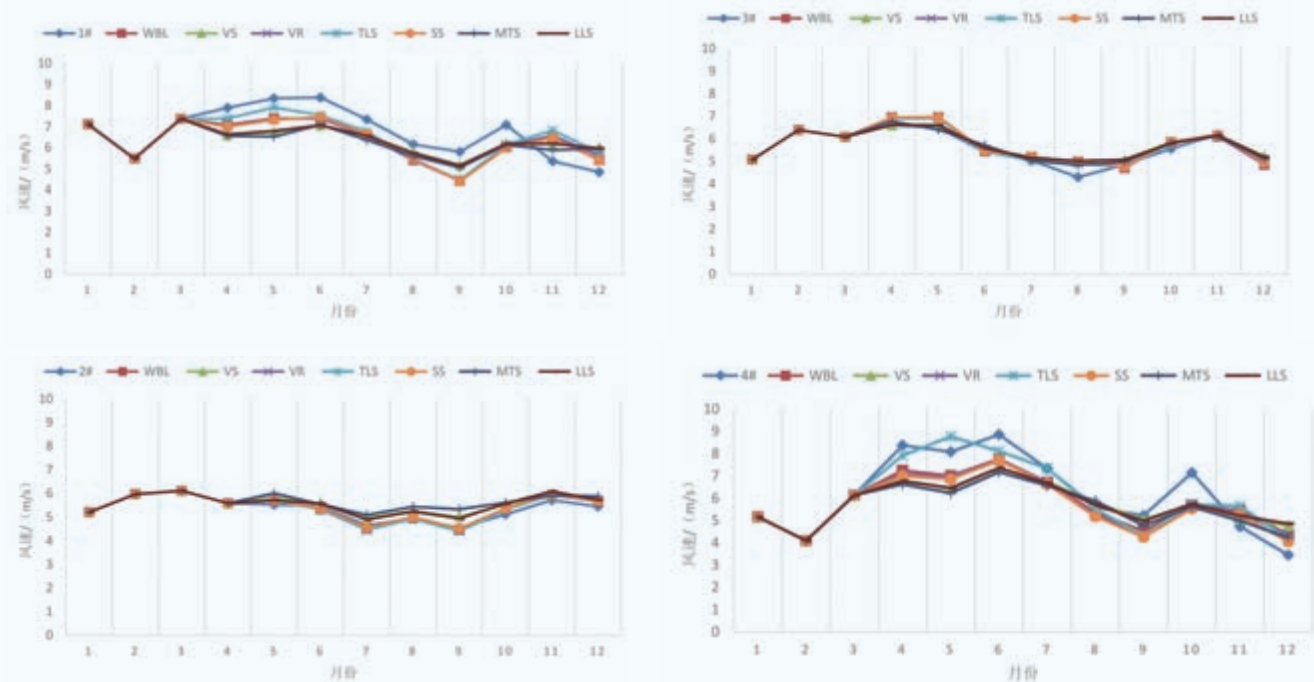 1# WBL VS VR TLS SS MTS LLS
10
9
8
7
6
5
4
3
2
1
0
风速/（m/s）
1 2 3 4 5 6 7 8 9 10 11 12
月份
3# WBL VS VR TLS SS MTS LLS
10
9
8
7
6
5
4
3
2
1
0
风速/（m/s）
1 2 3 4 5 6 7 8 9 10 11 12
月份
2# WBL VS VR TLS SS MTS LLS
10
9
8
7
6
5
4
3
2
1
0
风速/（m/s）
1 2 3 4 5 6 7 8 9 10 11 12
月份
4# WBL VS VR TLS SS MTS LLS
10
9
8
7
6
5
4
3
2
1
0
风速/（m/s）
1 2 3 4 5 6 7 8 9 10 11 12
月份